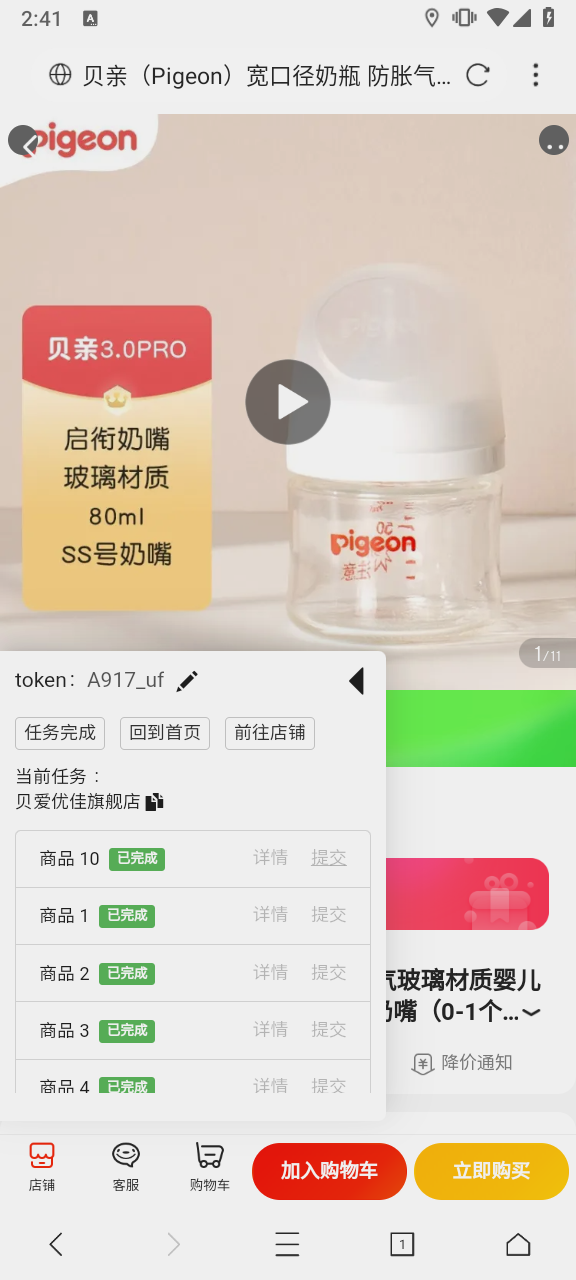 2:41
A
贝亲（Pigeon）宽口径奶瓶 防胀气...
pigeon
贝亲3.0PRO
启衔奶嘴
玻璃材质
80ml
SS号奶嘴
50
pigeon
注意
1/11
token： A917_uf
任务完成 回到首页 前往店铺
当前任务：
贝爱优佳旗舰店
商品 10 已完成 详情 提交
商品 1 已完成 详情 提交
商品 2 已完成 详情 提交
商品 3 已完成 详情 提交
商品 4 已完成 详情 提交
气玻璃材质婴儿
奶嘴（0-1个...
降价通知
店铺 客服 购物车 加入购物车 立即购买
1